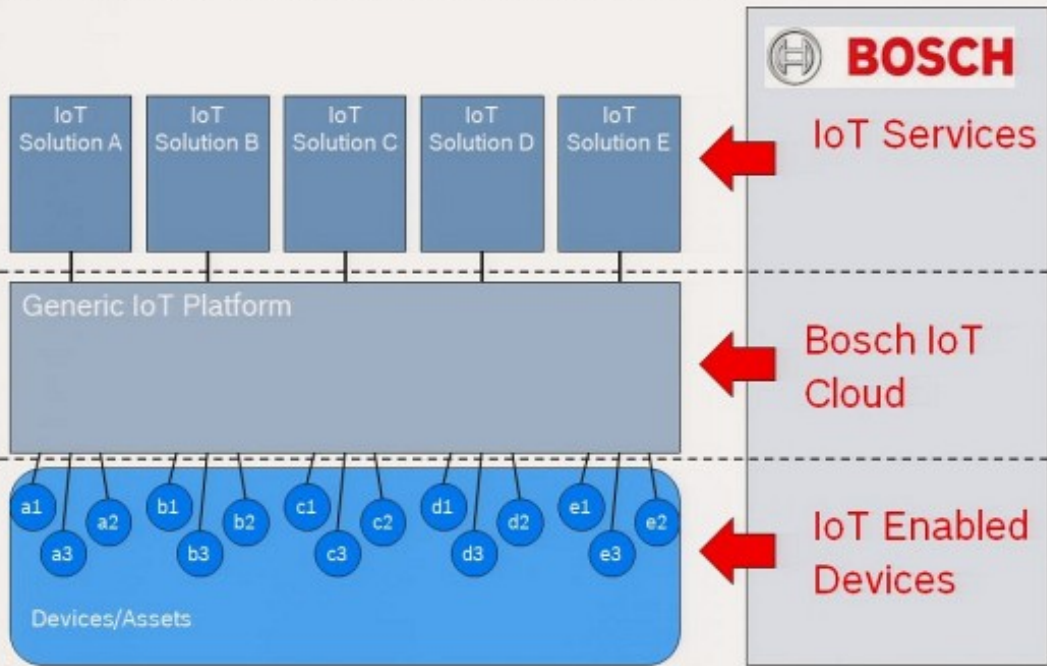 BOSCH
IoT
Solution A
IoT
Solution B
IoT
Solution C
IoT
Solution D
IoT
Solution E
IoT Services
Generic IoT Platform
Bosch IoT
Cloud
a1
a2
a3
b1
b2
b3
c1
c2
c3
d1
d2
d3
e1
e2
e3
IoT Enabled
Devices
Devices/Assets